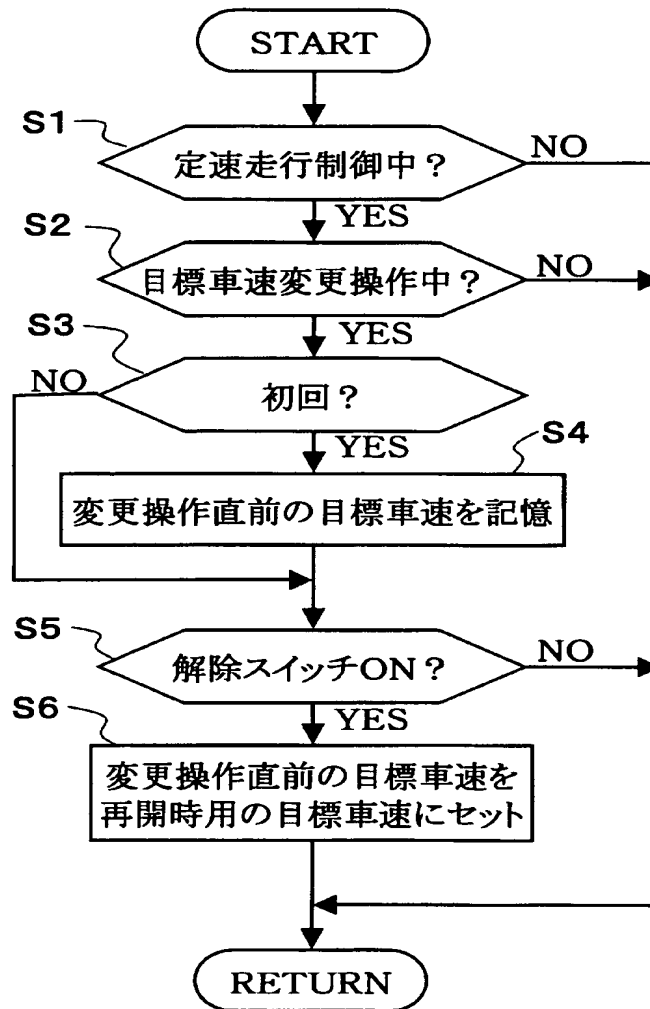 START
S1
定速走行制御中?
NO
YES
S2
目標車速変更操作中?
NO
YES
S3
NO
初回?
YES
S4
変更操作直前の目標車速を記憶
S5
解除スイッチON?
NO
YES
S6
変更操作直前の目標車速を
再開時用の目標車速にセット
RETURN